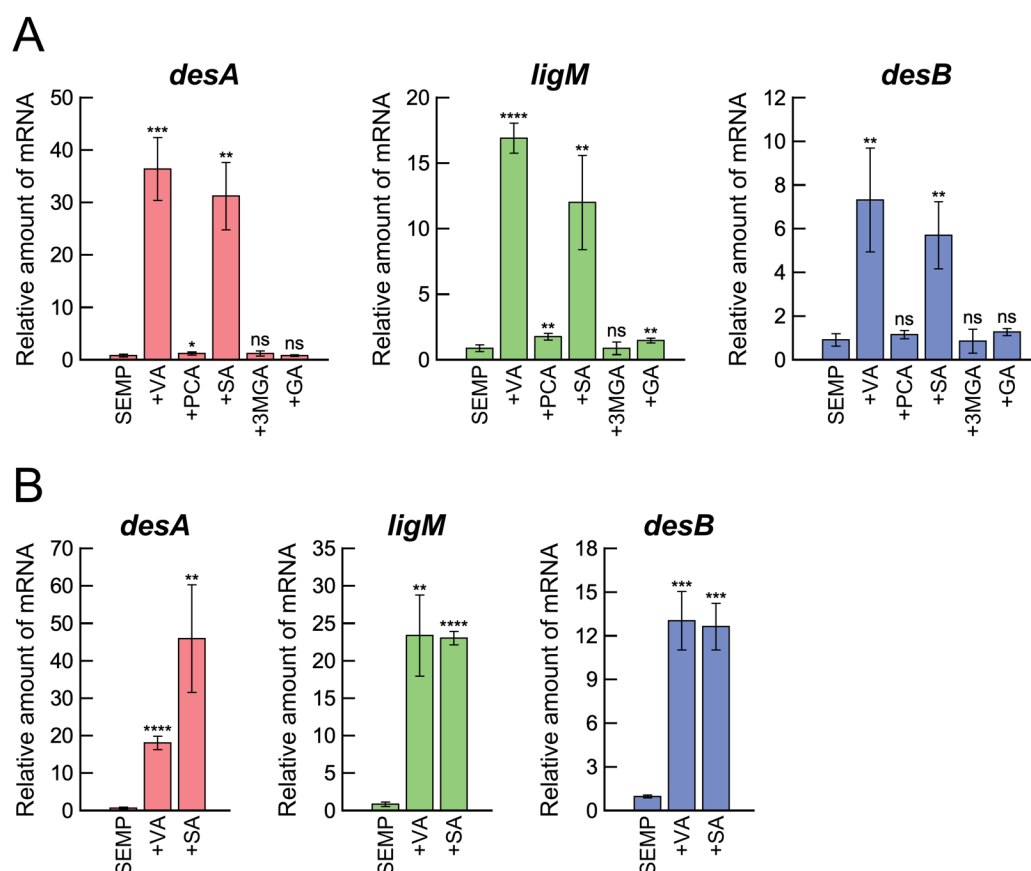 A
desA
Relative amount of mRNA
50
40
30
20
10
0
***
*
**
ns
ns
SEMP
+VA
+PCA
+SA
+3MGA
+GA
ligM
Relative amount of mRNA
20
15
10
5
0
****
**
**
ns
**
SEMP
+VA
+PCA
+SA
+3MGA
+GA
desB
Relative amount of mRNA
12
10
8
6
4
2
0
**
ns
**
ns
ns
SEMP
+VA
+PCA
+SA
+3MGA
+GA
B
desA
Relative amount of mRNA
70
60
50
40
30
20
10
0
****
**
SEMP
+VA
+SA
ligM
Relative amount of mRNA
35
30
25
20
15
10
5
0
**
****
SEMP
+VA
+SA
desB
Relative amount of mRNA
18
15
12
9
6
3
0
***
***
SEMP
+VA
+SA